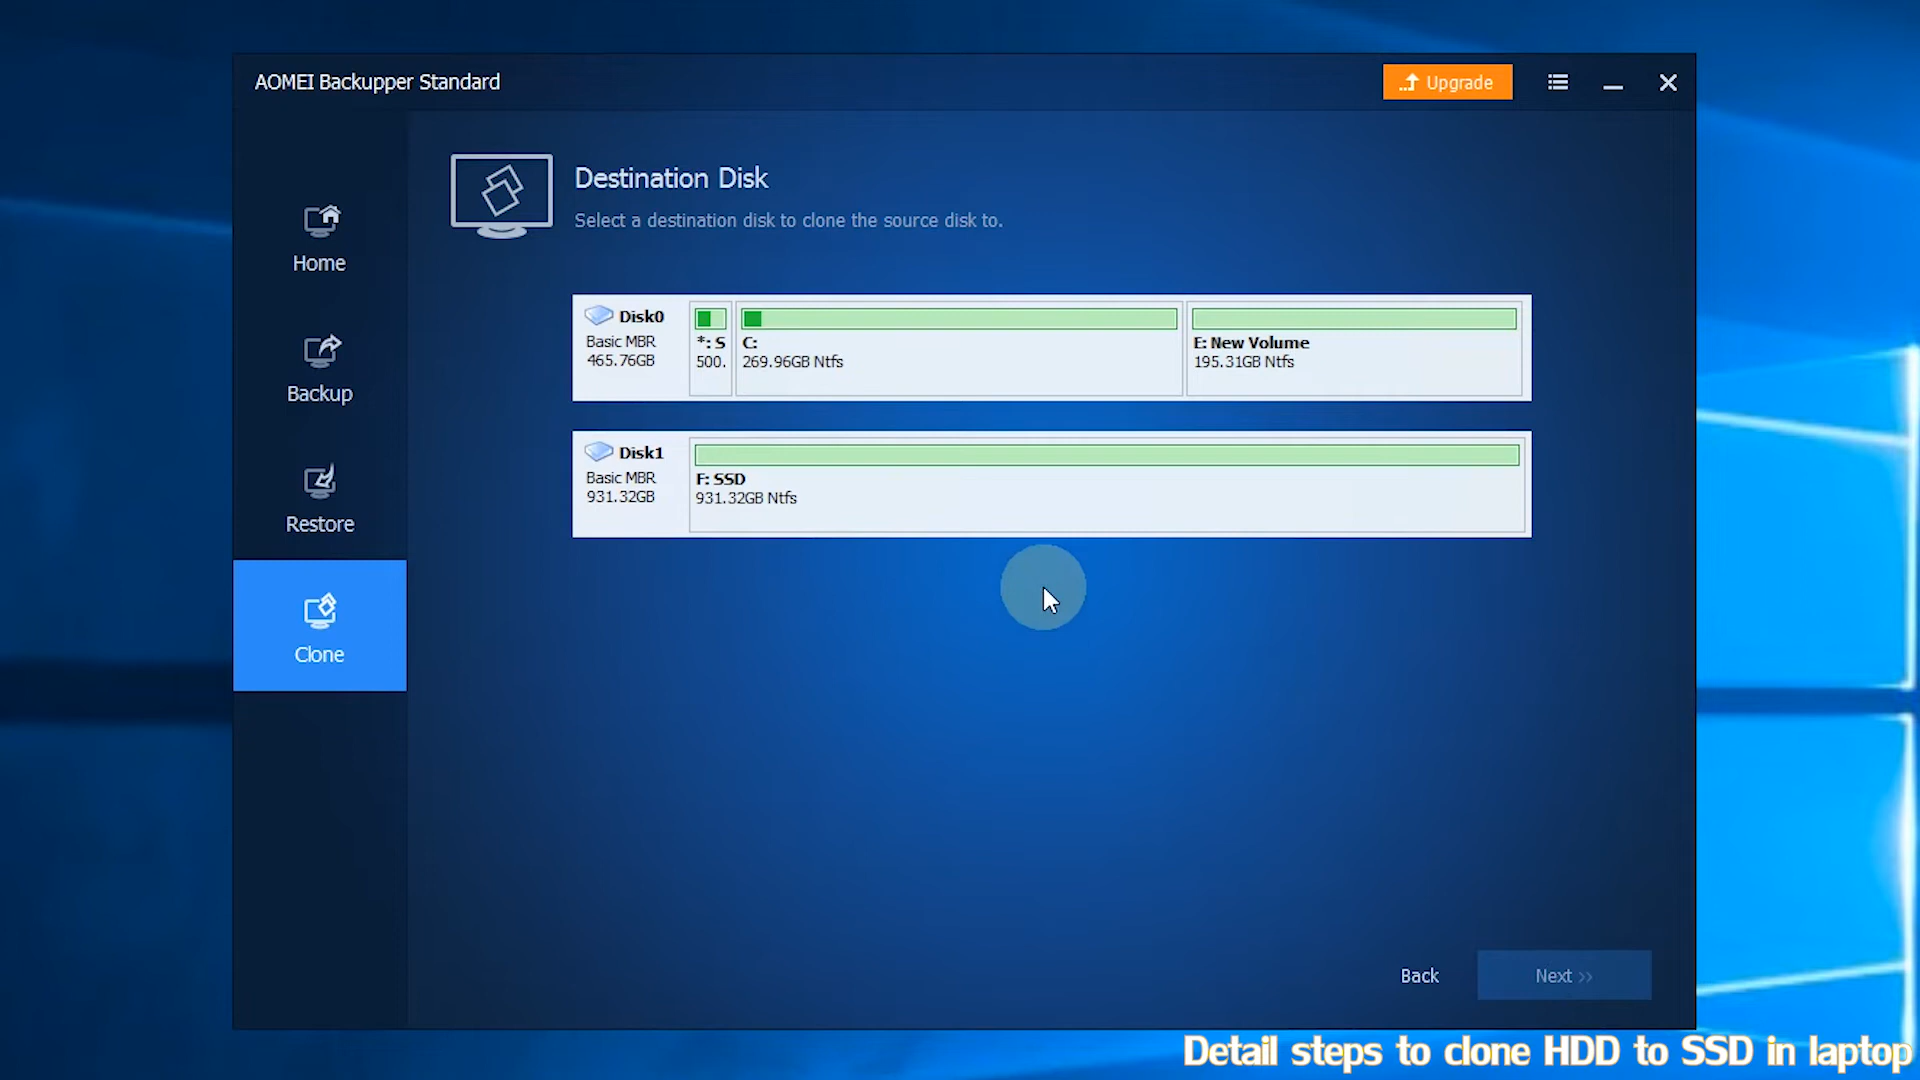 AOMEI Backupper Standard
Upgrade
Destination Disk
Select a destination disk to clone the source disk to.
Home
Backup
Restore
Clone
Disk0
Basic MBR
465.76GB
*: S
500.
C:
269.96GB Ntfs
E: New Volume
195.31GB Ntfs
Disk1
Basic MBR
931.32GB
F: SSD
931.32GB Ntfs
Back
Next >>
Detail steps to clone HDD to SSD in laptop